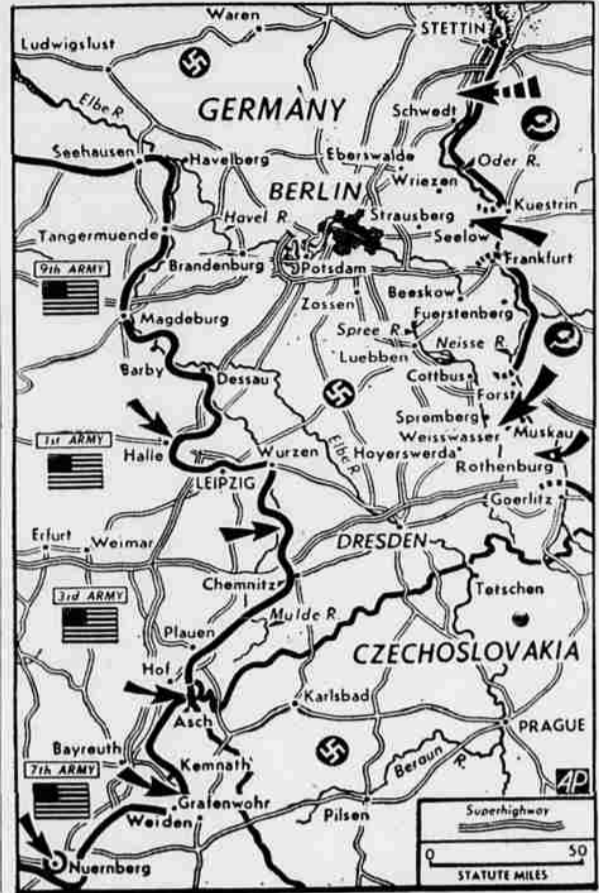 Waren
STETTIN
Ludwigslust
Elbe R.
GERMANY
Schwedt
Seehausen
Havelberg
Eberswalde
Oder R.
Wriezen
BERLIN
Kuestrin
Havel R.
Strausberg
Tangermuende
Seelow
9th ARMY
Brandenburg
Potsdam
Frankfurt
Zossen
Beeskow
Fuerstenberg
Magdeburg
Spree R.
Neisse R.
Luebben
Barby
Dessau
Cottbus
Forst
Spremberg
1st ARMY
Halle
Wurzen
Elbe R.
Weisswasser
Muskau
Hoyerswerda
Rothenburg
LEIPZIG
Goerlitz
Erfurt
Weimar
DRESDEN
Chemnitz
Tetschen
3rd ARMY
Mulde R.
Plauen
CZECHOSLOVAKIA
Hof
Asch
Karlsbad
PRAGUE
Bayreuth
7th ARMY
Kemnath
Beraun R.
AP
Grafenwohr
Weiden
Pilsen
Superhighway
Nuernberg
0 50
STATUTE MILES